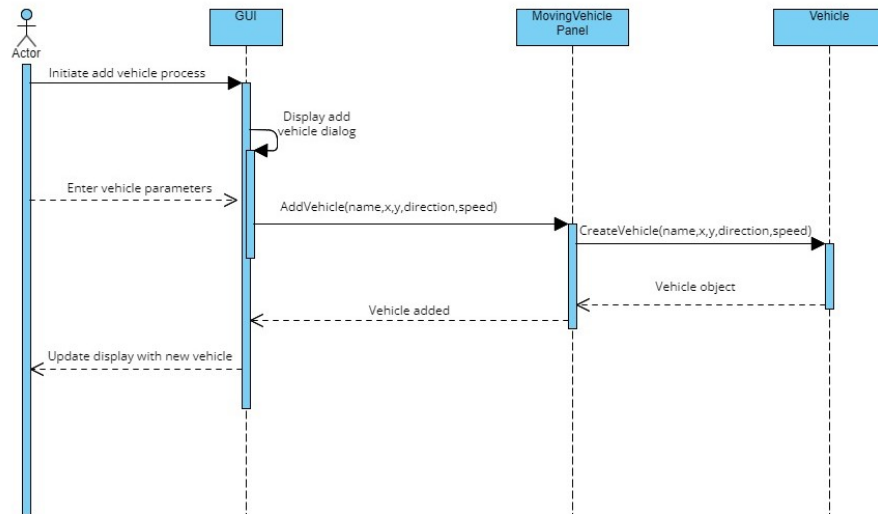 GUI
MovingVehicle
Panel
Vehicle
Actor
Initiate add vehicle process
Display add
vehicle dialog
Enter vehicle parameters
AddVehicle(name,x,y,direction,speed)
CreateVehicle(name,x,y,direction,speed)
Vehicle object
Vehicle added
Update display with new vehicle